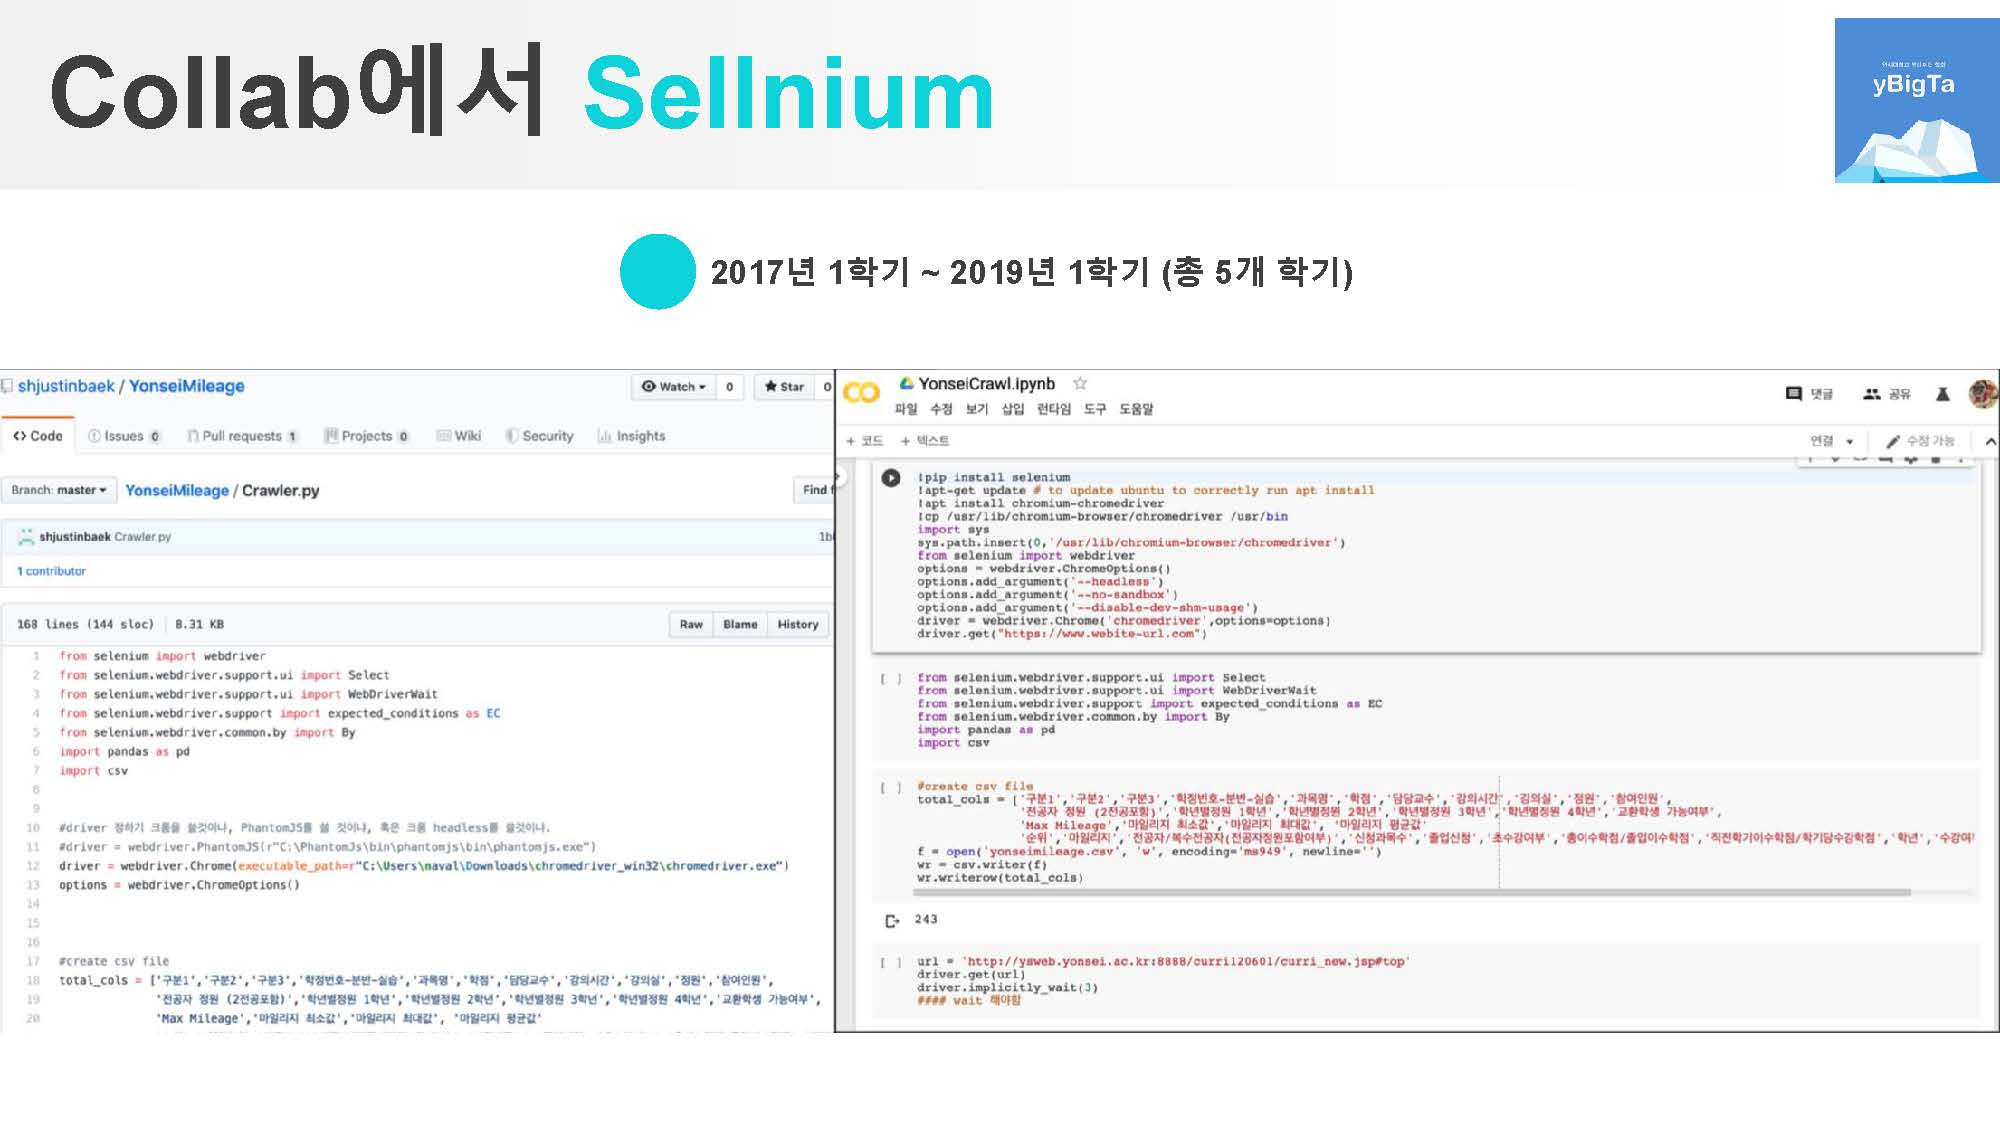 Collab에서 Sellnium
yBigTa
2017년 1학기 ~ 2019년 1학기 (총 5개 학기)
shjustinbaek / YonseiMileage
Watch 0 Star 0
Code Issues 0 Pull requests 1 Projects 0 Wiki Security Insights
Branch: master YonseiMileage / Crawler.py Find
shjustinbaek Crawler.py
1 contributor
168 lines (144 sloc) 8.31 KB Raw Blame History
1 from selenium import webdriver
2 from selenium.webdriver.support.ui import Select
3 from selenium.webdriver.support.ui import WebDriverWait
4 from selenium.webdriver.support import expected_conditions as EC
5 from selenium.webdriver.common.by import By
6 import pandas as pd
7 import csv
8
9
10 #driver 정하기 크롬을 쓸것이냐, PhantomJS를 쓸 것이냐, 혹은 크롬 headless를 쓸것이냐.
11 #driver = webdriver.PhantomJS(r"C:\PhantomJs\bin\phantomjs\bin\phantomjs.exe")
12 driver = webdriver.Chrome(executable_path=r"C:\Users\naval\Downloads\chromedriver_win32\chromedriver.exe")
13 options = webdriver.ChromeOptions()
14
15
16
17 #create csv file
18 total_cols = ['구분1','구분2','구분3','학정번호-분반-실습','과목명','학점','담당교수','강의시간','강의실','정원','참여인원',
19 '전공자 정원 (2전공포함)','학년별정원 1학년','학년별정원 2학년','학년별정원 3학년','학년별정원 4학년','교환학생 가능여부',
20 'Max Mileage','마일리지 최소값','마일리지 최대값', '마일리지 평균값'
YonseiCrawl.ipynb
파일 수정 보기 삽입 런타임 도구 도움말
댓글 공유
+ 코드 + 텍스트
연결 수정 가능
!pip install selenium
!apt-get update # to update ubuntu to correctly run apt install
!apt install chromium-chromedriver
!cp /usr/lib/chromium-browser/chromedriver /usr/bin
import sys
sys.path.insert(0,'/usr/lib/chromium-browser/chromedriver')
from selenium import webdriver
options = webdriver.ChromeOptions()
options.add_argument('--headless')
options.add_argument('--no-sandbox')
options.add_argument('--disable-dev-shm-usage')
driver = webdriver.Chrome('chromedriver',options=options)
driver.get("https://www.webite-url.com")
[ ] from selenium.webdriver.support.ui import Select
from selenium.webdriver.support.ui import WebDriverWait
from selenium.webdriver.support import expected_conditions as EC
from selenium.webdriver.common.by import By
import pandas as pd
import csv
[ ] #create csv file
total_cols = ['구분1','구분2','구분3','학정번호-분반-실습','과목명','학점','담당교수','강의시간','강의실','정원','참여인원',
'전공자 정원 (2전공포함)','학년별정원 1학년','학년별정원 2학년','학년별정원 3학년','학년별정원 4학년','교환학생 가능여부',
'Max Mileage','마일리지 최소값','마일리지 최대값', '마일리지 평균값'
'순위','마일리지','전공자/복수전공자(전공자정원포함여부)','신청과목수','졸업신청','초수강여부','총이수학점/졸업이수학점','직전학기이수학점/학기당수강학점','학년','수강여
f = open('yonseimileage.csv', 'w', encoding='ms949', newline='')
wr = csv.writer(f)
wr.writerow(total_cols)
243
[ ] url = 'http://ysweb.yonsei.ac.kr:8888/curri120601/curri_new.jsp#top'
driver.get(url)
driver.implicitly_wait(3)
#### wait 해야함